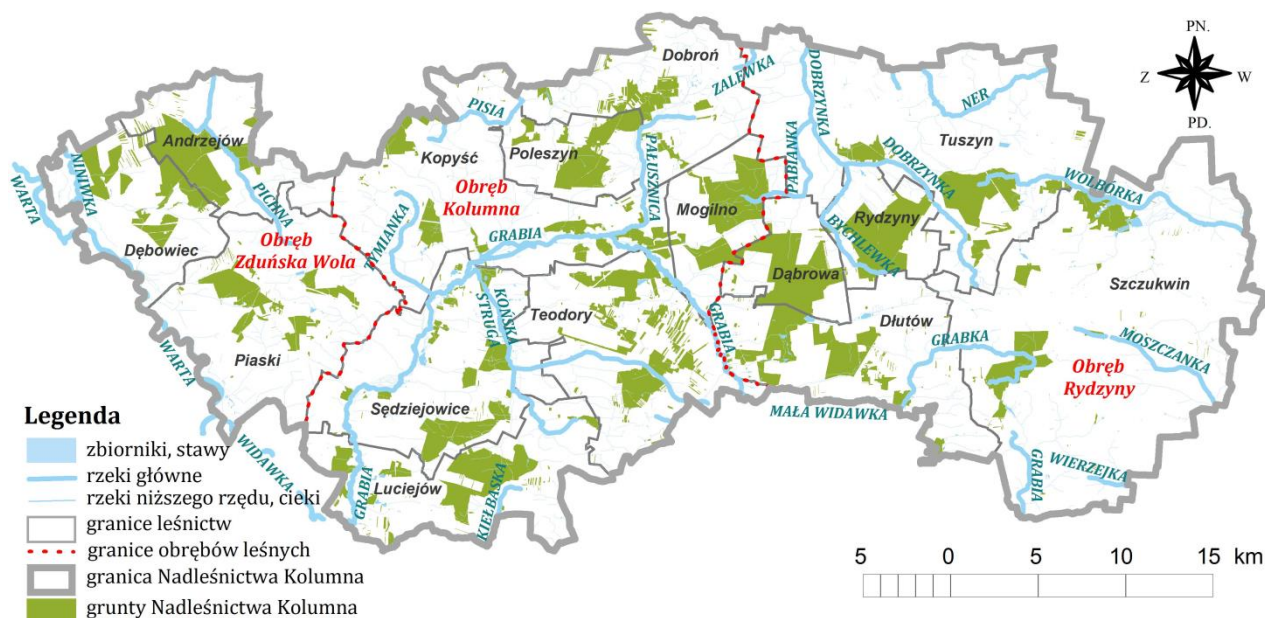 PN.
Z
W
PD.
Dobroń
ZALEWKA
DOBRZYNKA
NER
PISIA
Andrzejów
Tuszyn
Kopyść
Poleszyn
PAŁUSZNICA
PABIANKA
DOBRZYNKA
WOLBÓRKA
NINIWKA
WARTA
PICHNA
Obręb
Kolumna
Mogilno
Rydzyny
TYMIANKA
GRABIA
BYCHLEWKA
Dębowiec
Obręb
Zduńska Wola
Dąbrowa
Szczukwin
KOŃSKA
STRUGA
Teodory
GRABIA
Dłutów
GRABKA
MOSZCZANKA
WARTA
Piaski
Obręb
Rydzyny
Sędziejowice
MAŁA WIDAWKA
WIDAWKA
GRABIA
Luciejów
KIEŁBASKA
GRABIA
WIERZEJKA
Legenda
zbiorniki, stawy
rzeki główne
rzeki niższego rzędu, cieki
granice leśnictw
granice obrębów leśnych
granica Nadleśnictwa Kolumna
grunty Nadleśnictwa Kolumna
5 0 5 10 15 km